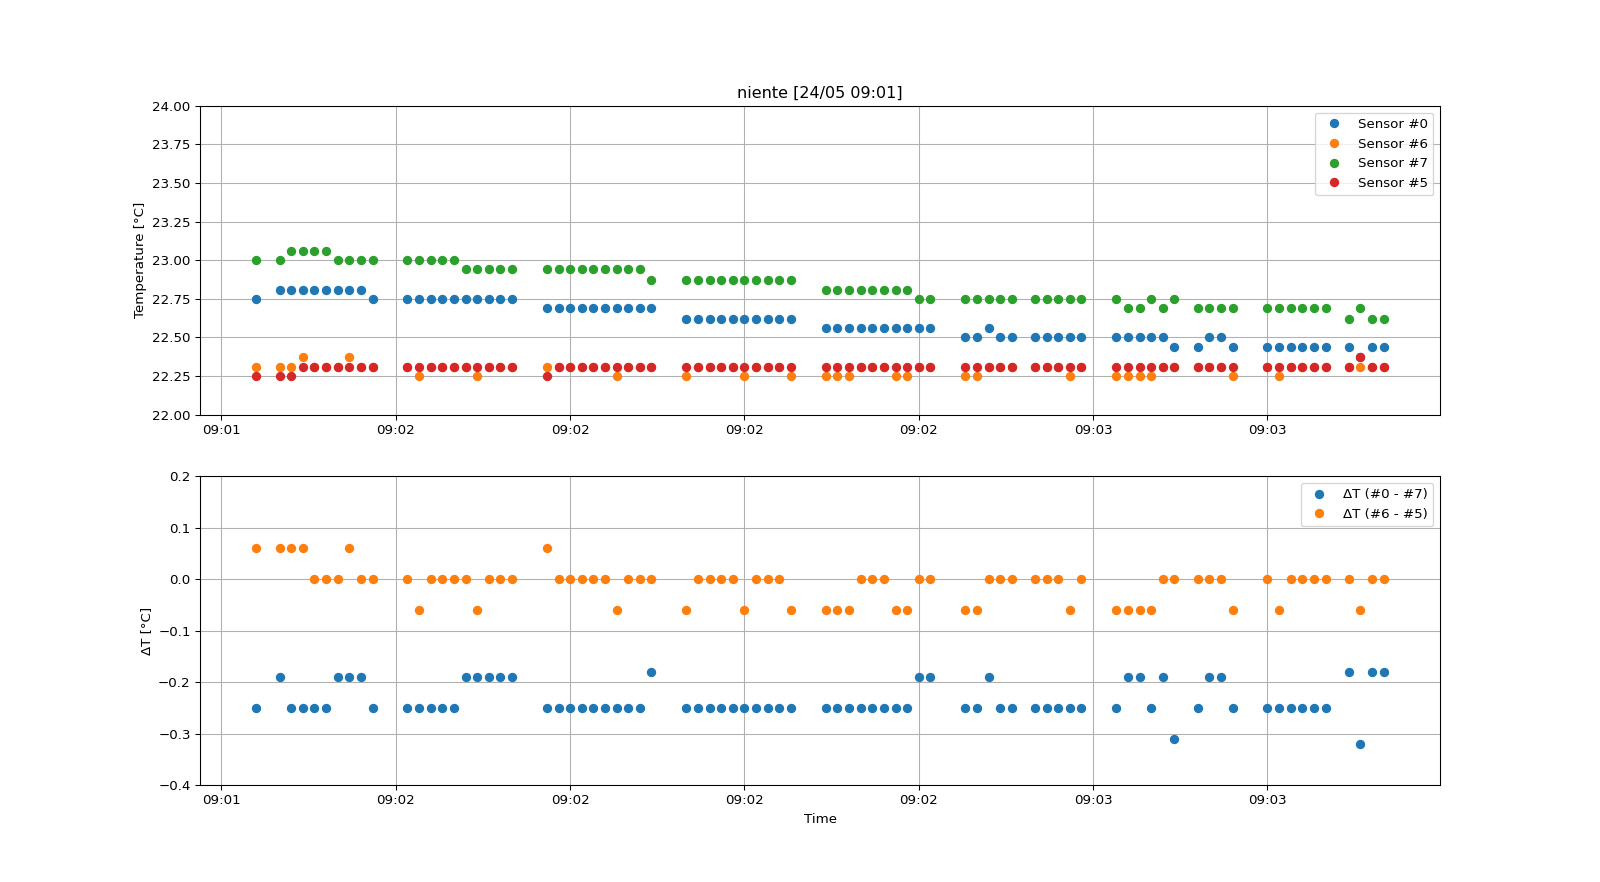 niente [24/05 09:01]
24.00
23.75
23.50
23.25
23.00
22.75
22.50
22.25
22.00
Temperature [°C]
Sensor #0
Sensor #6
Sensor #7
Sensor #5
09:01 09:02 09:02 09:02 09:02 09:03 09:03
0.2
0.1
0.0
−0.1
−0.2
−0.3
−0.4
ΔT [°C]
ΔT (#0 - #7)
ΔT (#6 - #5)
09:01 09:02 09:02 09:02 09:02 09:03 09:03
Time